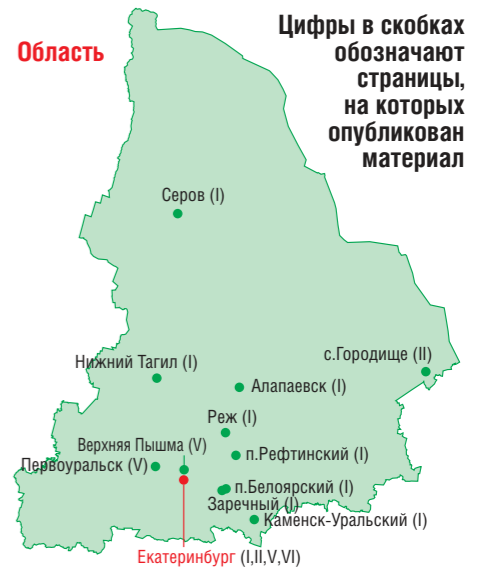 Область
Цифры в скобках
обозначают
страницы,
на которых
опубликован
материал
Серов (I)
с.Городище (II)
Нижний Тагил (I)
Алапаевск (I)
Реж (I)
Верхняя Пышма (V)
п.Рефтинский (I)
Первоуральск (V)
п.Белоярский (I)
Заречный (I)
Каменск-Уральский (I)
Екатеринбург (I,II,V,VI)